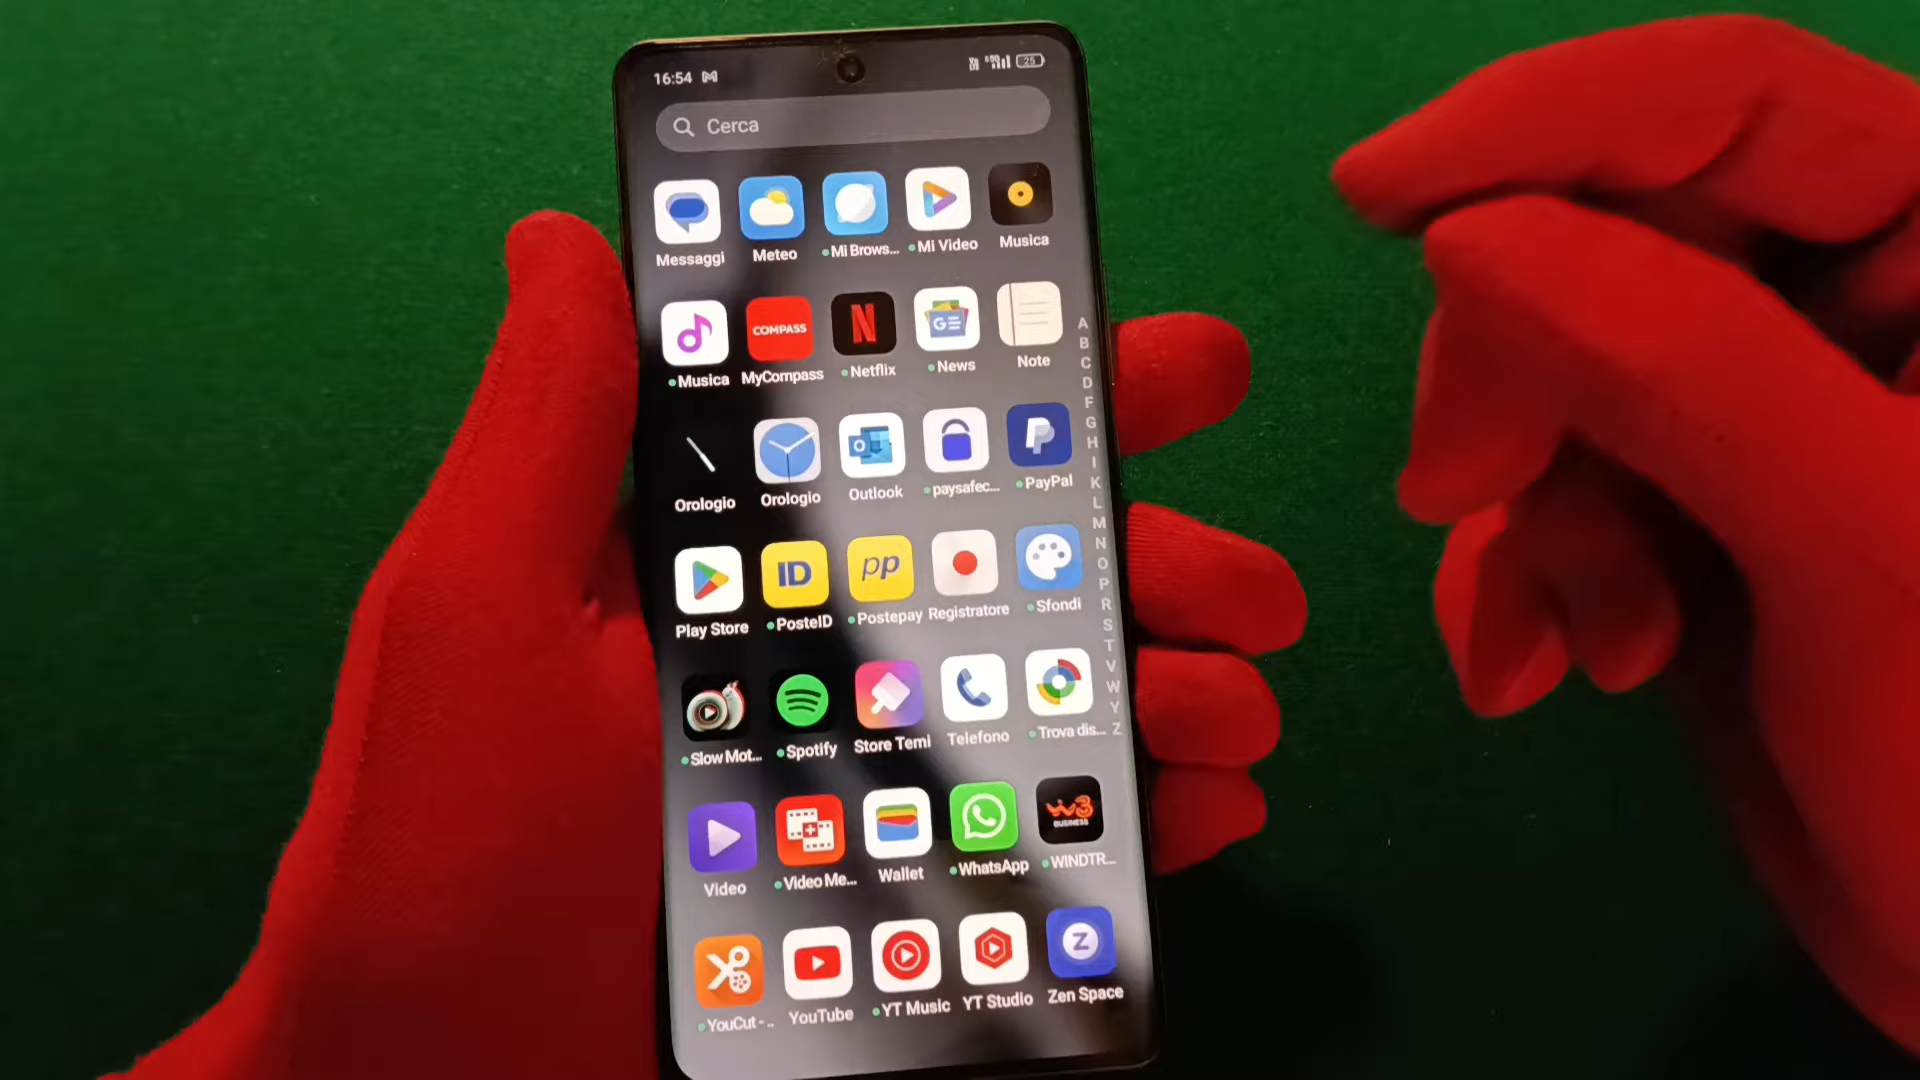 16:54
25
Cerca
Messaggi
Meteo
Mi Brows...
Mi Video
Musica
Musica
COMPASS
MyCompass
N
Netflix
GE
News
Note
Orologio
Orologio
O
Outlook
paysafec...
PayPal
Play Store
ID
PosteID
pp
Postepay
Registratore
Sfondi
Slow Mot...
Spotify
Store Temi
Telefono
Trova dis...
Video
Video Me...
Wallet
WhatsApp
W3
BUSINESS
WINDTR...
YouCut - ..
YouTube
YT Music
YT Studio
Z
Zen Space
A
B
C
D
F
G
H
I
K
L
M
N
O
P
R
S
T
V
W
Y
Z